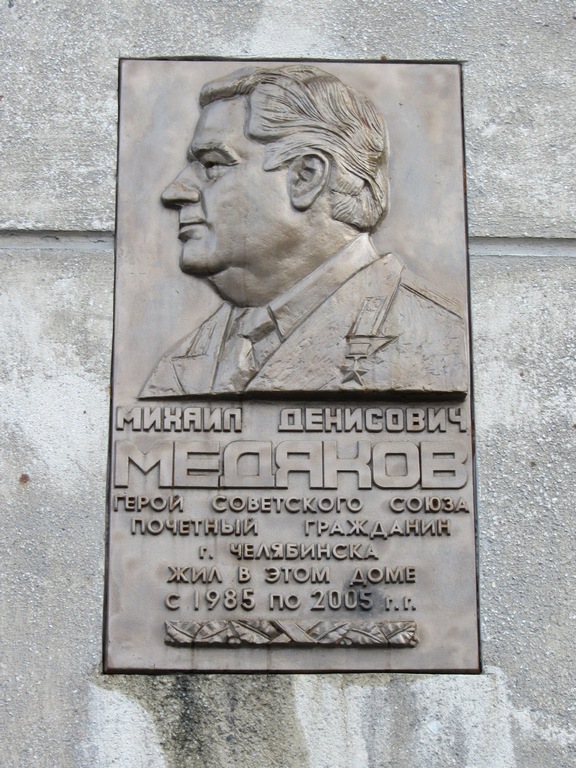 МИХАИЛ ДЕНИСОВИЧ
МЕДЯКОВ
ГЕРОЙ СОВЕТСКОГО СОЮЗА
ПОЧЕТНЫЙ ГРАЖДАНИН
г. ЧЕЛЯБИНСКА
ЖИЛ В ЭТОМ ДОМЕ
С 1985 ПО 2005 г.г.